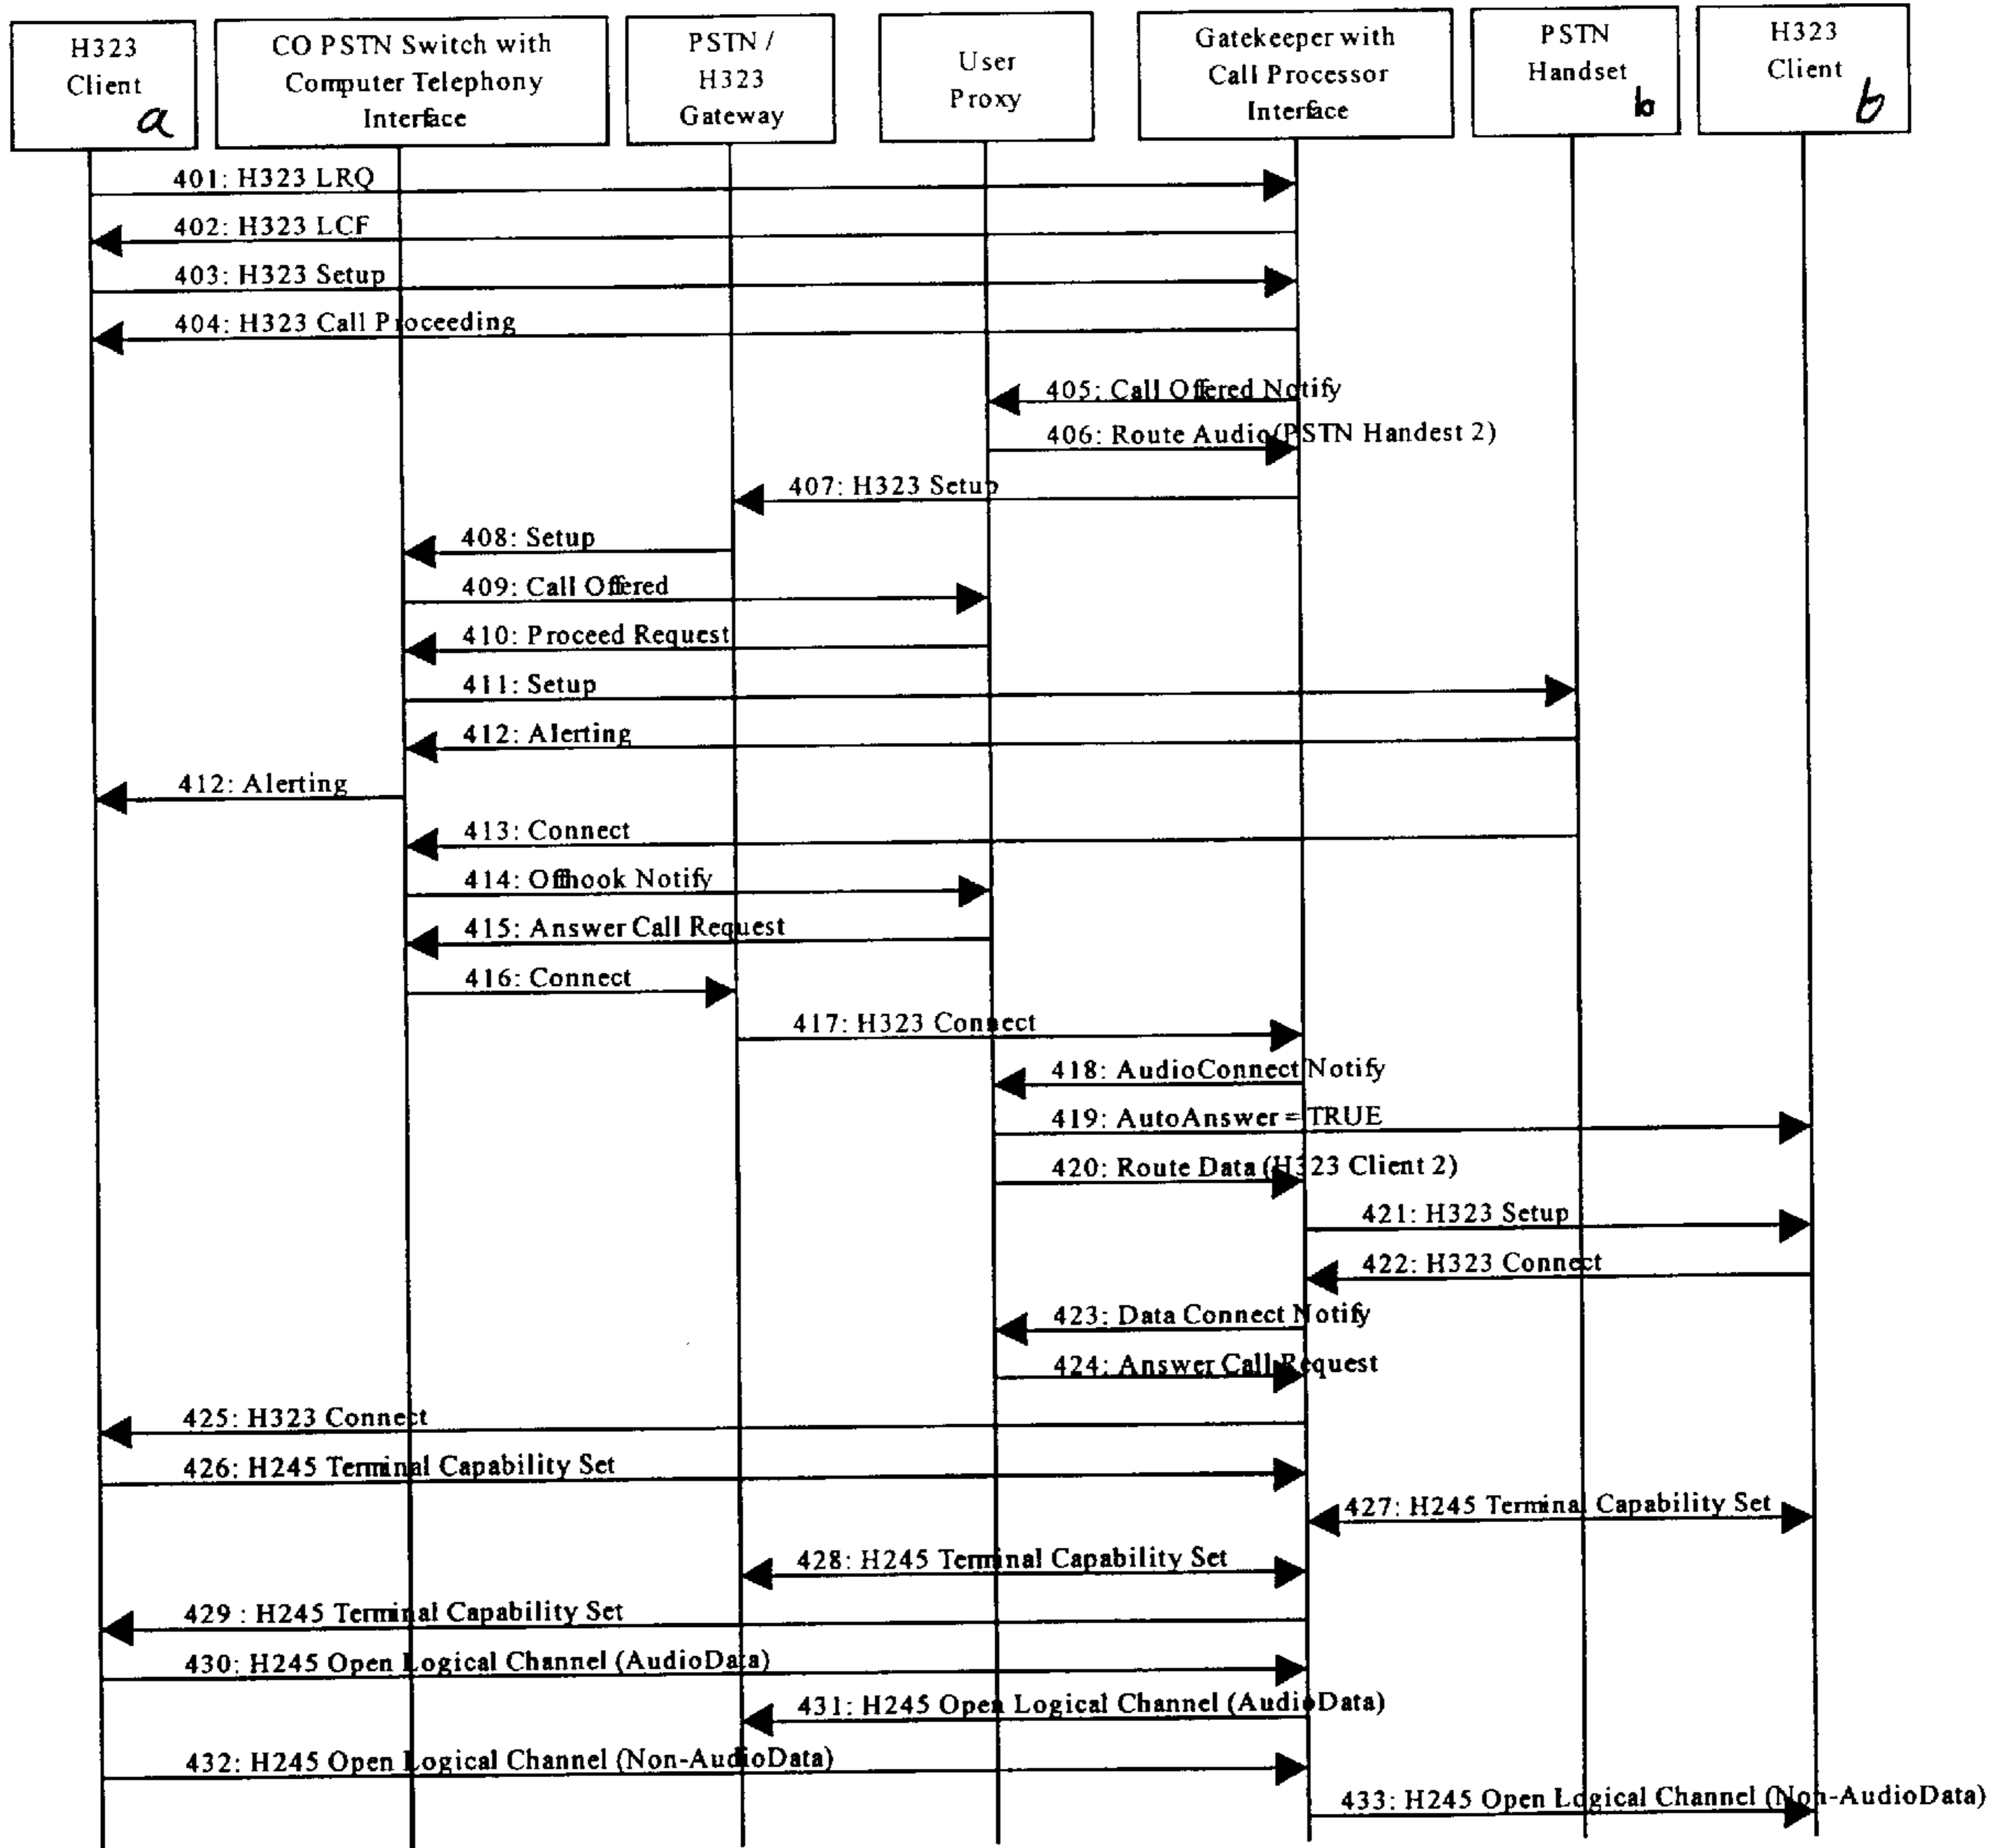 H323
Client
a
CO PSTN Switch with
Computer Telephony
Interface
PSTN /
H323
Gateway
User
Proxy
Gatekeeper with
Call Processor
Interface
PSTN
Handset
b
H323
Client
b
401: H323 LRQ
402: H323 LCF
403: H323 Setup
404: H323 Call Proceeding
405: Call Offered Notify
406: Route Audio(PSTN Handest 2)
407: H323 Setup
408: Setup
409: Call Offered
410: Proceed Request
411: Setup
412: Alerting
412: Alerting
413: Connect
414: Offhook Notify
415: Answer Call Request
416: Connect
417: H323 Connect
418: AudioConnect Notify
419: AutoAnswer = TRUE
420: Route Data (H323 Client 2)
421: H323 Setup
422: H323 Connect
423: Data Connect Notify
424: Answer Call Request
425: H323 Connect
426: H245 Terminal Capability Set
427: H245 Terminal Capability Set
428: H245 Terminal Capability Set
429 : H245 Terminal Capability Set
430: H245 Open Logical Channel (AudioData)
431: H245 Open Logical Channel (AudioData)
432: H245 Open Logical Channel (Non-AudioData)
433: H245 Open Logical Channel (Non-AudioData)